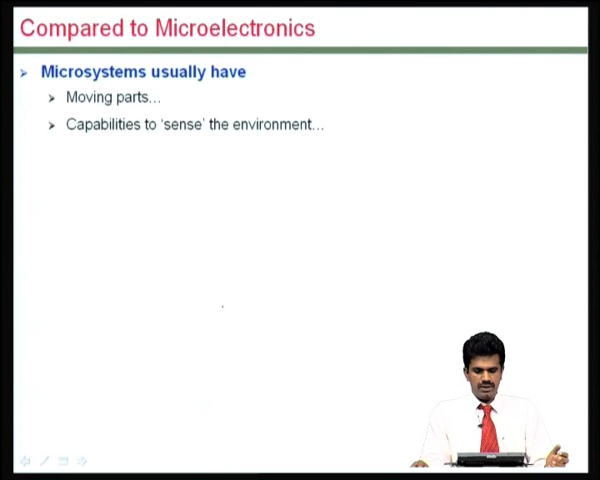 Compared to Microelectronics
Microsystems usually have
Moving parts…
Capabilities to 'sense' the environment…